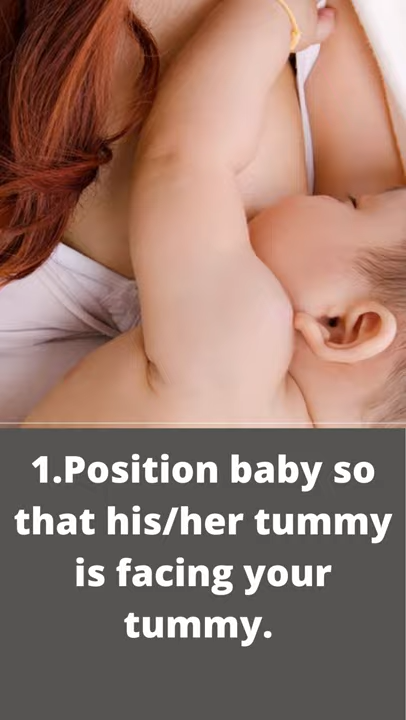 1.Position baby so
that his/her tummy
is facing your
tummy.